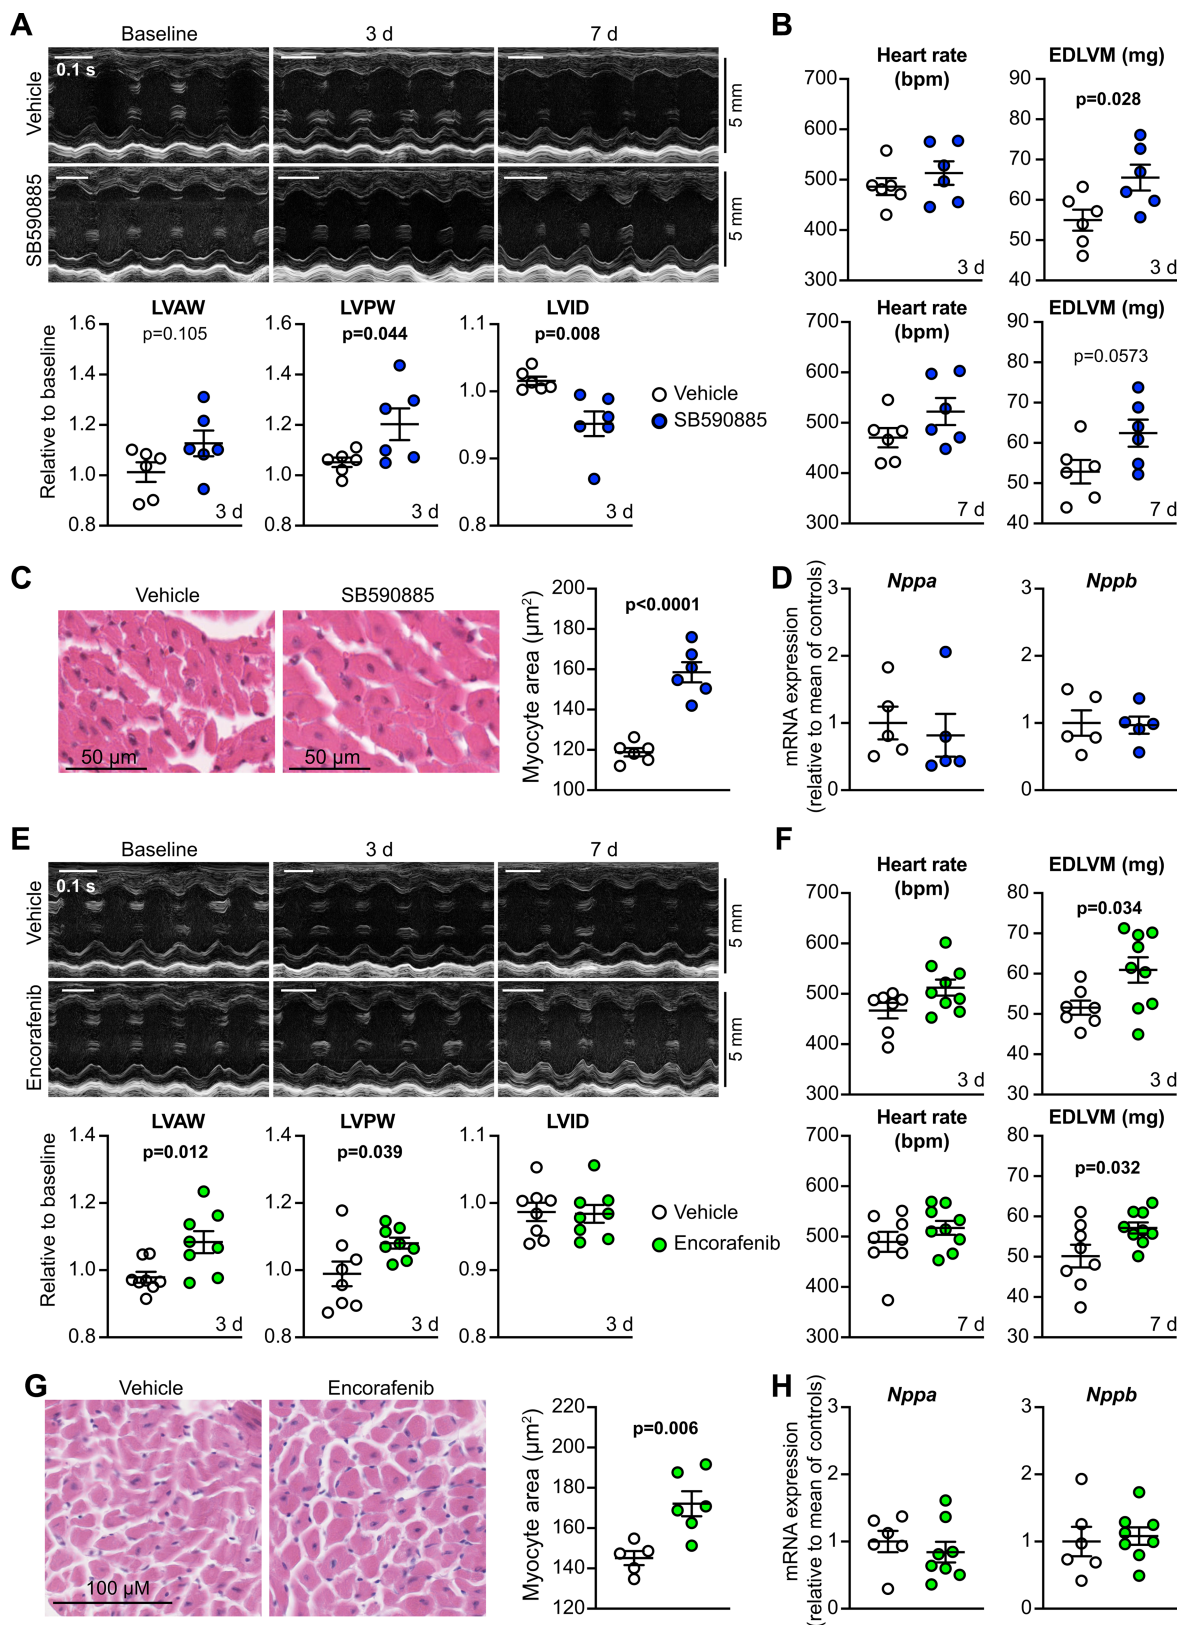 A
Baseline
3 d
7 d
0.1 s
Vehicle
5 mm
SB590885
5 mm
LVAW
LVPW
LVID
Relative to baseline
1.6
1.4
1.2
1.0
0.8
p=0.105
3 d
1.6
1.4
1.2
1.0
0.8
p=0.044
3 d
1.1
1.0
0.9
0.8
p=0.008
3 d
Vehicle
SB590885
B
Heart rate
(bpm)
700
600
500
400
300
3 d
EDLVM (mg)
90
80
70
60
50
40
p=0.028
3 d
Heart rate
(bpm)
700
600
500
400
300
7 d
EDLVM (mg)
90
80
70
60
50
40
p=0.0573
7 d
C
Vehicle
SB590885
50 µm
50 µm
Myocyte area (µm²)
200
180
160
140
120
100
p<0.0001
D
mRNA expression
(relative to mean of controls)
Nppa
3
2
1
0
Nppb
3
2
1
0
E
Baseline
3 d
7 d
0.1 s
Vehicle
5 mm
Encorafenib
5 mm
LVAW
LVPW
LVID
Relative to baseline
1.4
1.2
1.0
0.8
p=0.012
3 d
1.4
1.2
1.0
0.8
p=0.039
3 d
1.1
1.0
0.9
0.8
3 d
Vehicle
Encorafenib
F
Heart rate
(bpm)
700
600
500
400
300
3 d
EDLVM (mg)
80
70
60
50
40
30
p=0.034
3 d
Heart rate
(bpm)
700
600
500
400
300
7 d
EDLVM (mg)
80
70
60
50
40
30
p=0.032
7 d
G
Vehicle
Encorafenib
100 µM
Myocyte area (µm²)
220
200
180
160
140
120
p=0.006
H
mRNA expression
(relative to mean of controls)
Nppa
3
2
1
0
Nppb
3
2
1
0